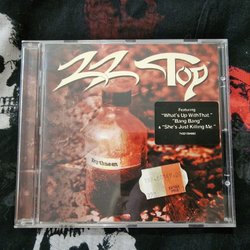 ZZ Top
Featuring
"What's Up With That,"
"Bang Bang"
& "She's Just Killing Me."